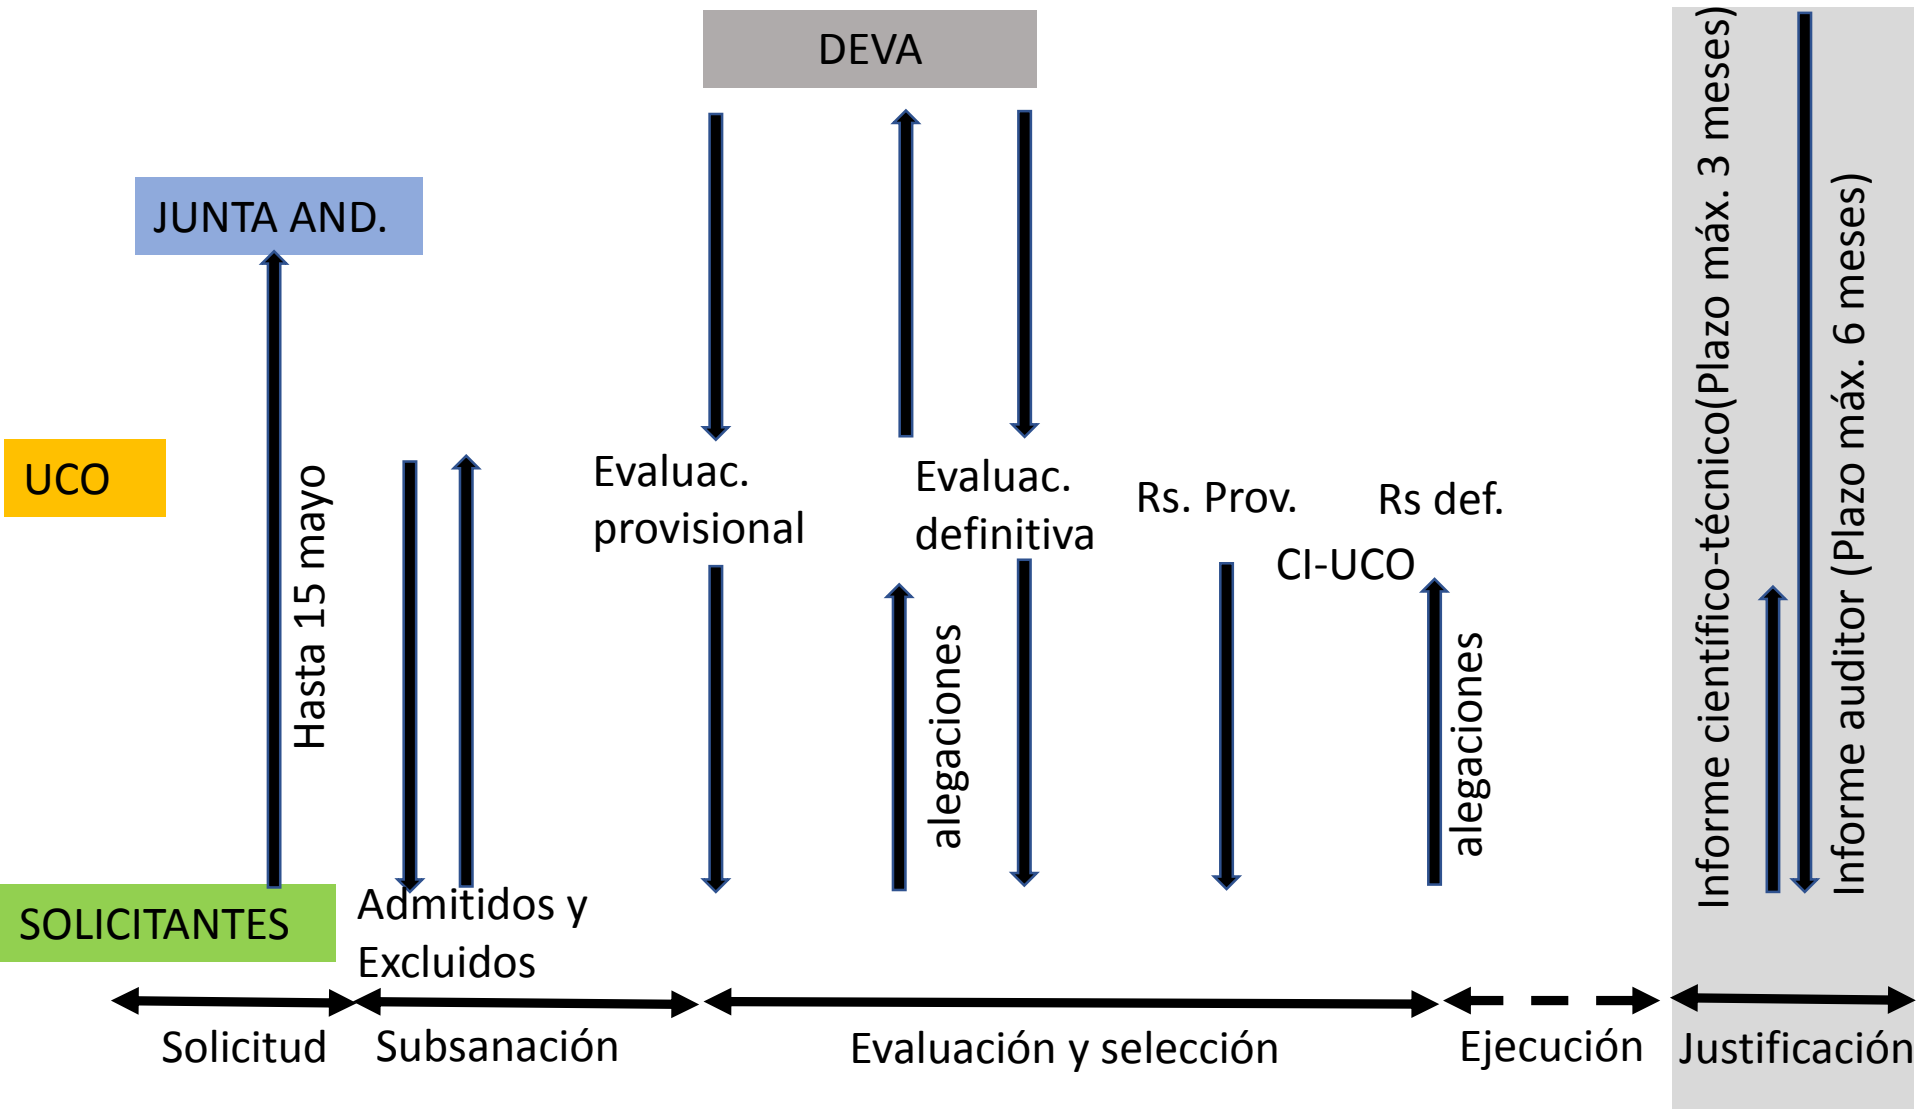 DEVA
JUNTA AND.
UCO
Hasta 15 mayo
Evaluac.
provisional
Evaluac.
definitiva
Rs. Prov.
Rs def.
CI-UCO
alegaciones
alegaciones
Informe científico-técnico(Plazo máx. 3 meses)
Informe auditor (Plazo máx. 6 meses)
SOLICITANTES
Admitidos y
Excluidos
Solicitud
Subsanación
Evaluación y selección
Ejecución
Justificación